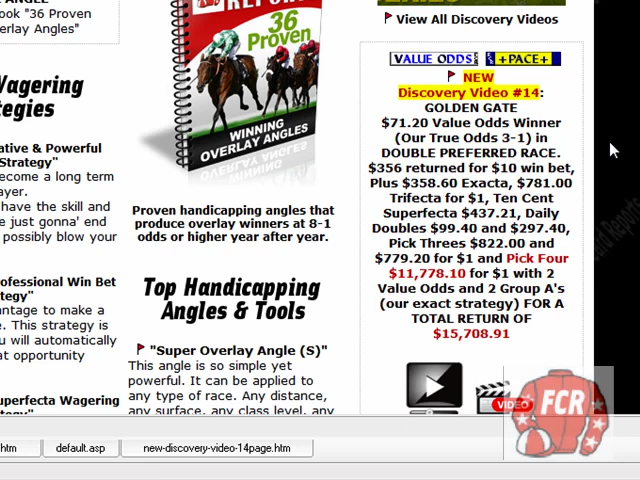 ook "36 Proven
erlay Angles"
Wagering
tegies
ative & Powerful
Strategy"
ecome a long term
ayer.
have the skill and
e just gonna' end
possibly blow your
rofessional Win Bet
tegy"
antage to make a
e. This strategy is
u will automatically
at opportunity
uperfecta Wagering
REPORT
36
Proven
WINNING
OVERLAY ANGLES
Proven handicapping angles that
produce overlay winners at 8-1
odds or higher year after year.
Top Handicapping
Angles & Tools
"Super Overlay Angle (S)"
This angle is so simple yet
powerful. It can be applied to
any type of race. Any distance,
any surface, any class level, any
View All Discovery Videos
VALUE ODDS +PACE+
NEW
Discovery Video #14:
GOLDEN GATE
$71.20 Value Odds Winner
(Our True Odds 3-1) in
DOUBLE PREFERRED RACE.
$356 returned for $10 win bet,
Plus $358.60 Exacta, $781.00
Trifecta for $1, Ten Cent
Superfecta $437.21, Daily
Doubles $99.40 and $297.40,
Pick Threes $822.00 and
$779.20 for $1 and Pick Four
$11,778.10 for $1 with 2
Value Odds and 2 Group A's
(our exact strategy) FOR A
TOTAL RETURN OF
$15,708.91
VIDEO
FCR
htm
default.asp
new-discovery-video-14page.htm